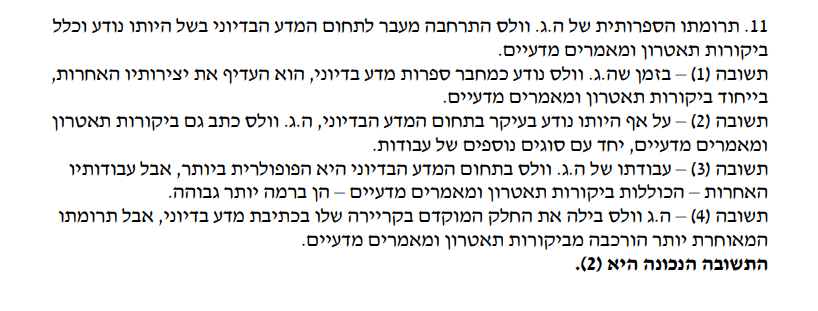 11. תרומתו הספרותית של ה.ג. וולס התרחבה מעבר לתחום המדע הבדיוני בשל היותו נודע וכלל
ביקורות תאטרון ומאמרים מדעיים.
תשובה (1) – בזמן שה.ג. וולס נודע כמחבר ספרות מדע בדיוני, הוא העדיף את יצירותיו האחרות,
בייחוד ביקורות תאטרון ומאמרים מדעיים.
תשובה (2) – על אף היותו נודע בעיקר בתחום המדע הבדיוני, ה.ג. וולס כתב גם ביקורות תאטרון
ומאמרים מדעיים, יחד עם סוגים נוספים של עבודות.
תשובה (3) – עבודתו של ה.ג. וולס בתחום המדע הבדיוני היא הפופולרית ביותר, אבל עבודותיו
האחרות – הכוללות ביקורות תאטרון ומאמרים מדעיים – הן ברמה יותר גבוהה.
תשובה (4) – ה.ג וולס בילה את החלק המוקדם בקריירה שלו בכתיבת מדע בדיוני, אבל תרומתו
המאוחרת יותר הורכבה מביקורות תאטרון ומאמרים מדעיים.
התשובה הנכונה היא (2).